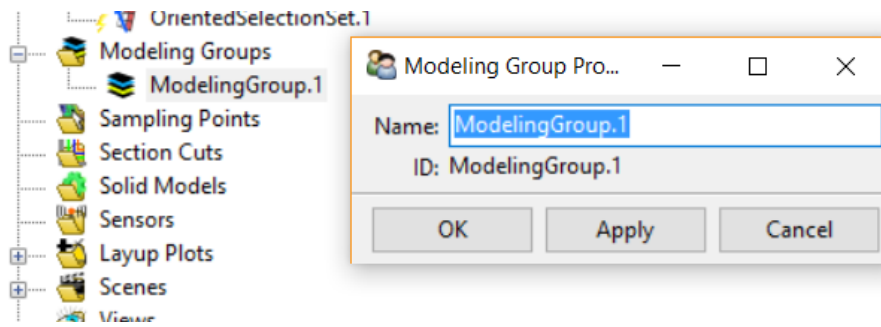 OrientedSelectionSet.1
Modeling Groups
ModelingGroup.1
Sampling Points
Section Cuts
Solid Models
Sensors
Layup Plots
Scenes
Views
Modeling Group Pro...
Name: ModelingGroup.1
ID: ModelingGroup.1
OK Apply Cancel